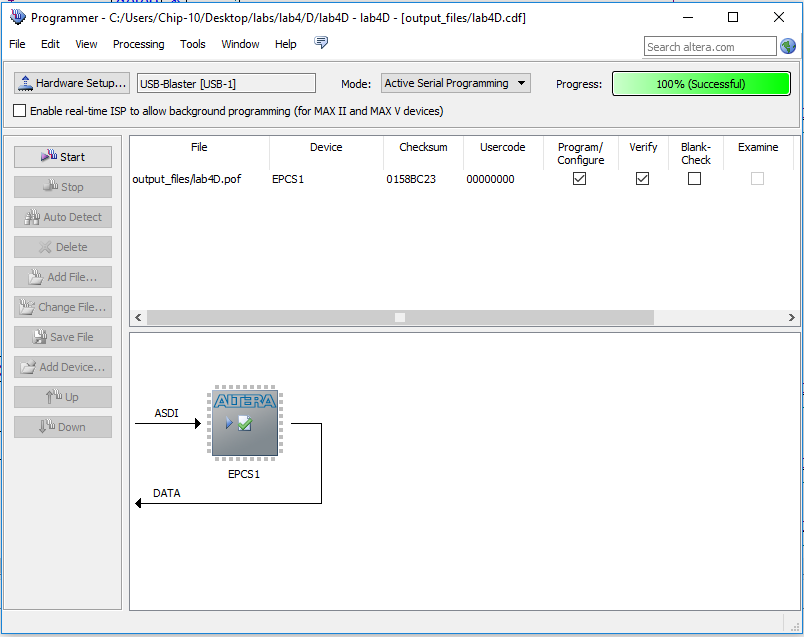 Programmer - C:/Users/Chip-10/Desktop/labs/lab4/D/lab4D - lab4D - [output_files/lab4D.cdf]
File Edit View Processing Tools Window Help
Search altera.com
Hardware Setup... USB-Blaster [USB-1] Mode: Active Serial Programming Progress: 100% (Successful)
Enable real-time ISP to allow background programming (for MAX II and MAX V devices)
Start
Stop
Auto Detect
Delete
Add File...
Change File...
Save File
Add Device...
Up
Down
File Device Checksum Usercode Program/ Verify Blank- Examine
Configure Check
output_files/lab4D.pof EPCS1 0158BC23 00000000
ALTERA
ASDI
EPCS1
DATA